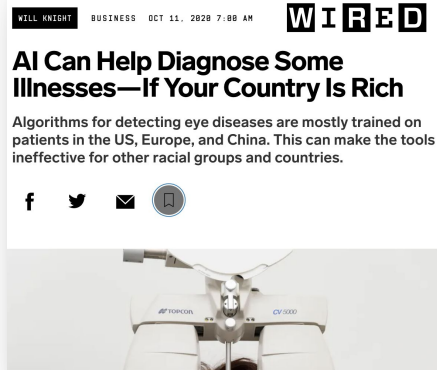 WILL KNIGHT BUSINESS OCT 11, 2020 7:00 AM WIRED
AI Can Help Diagnose Some
Illnesses—If Your Country Is Rich
Algorithms for detecting eye diseases are mostly trained on
patients in the US, Europe, and China. This can make the tools
ineffective for other racial groups and countries.
TOPCON CV-5000